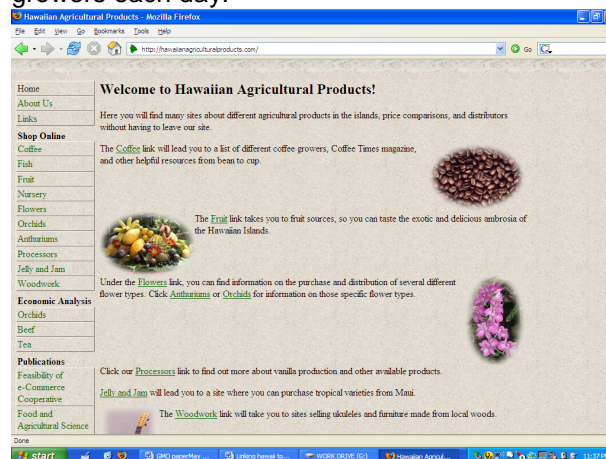 growers each day.
Hawaiian Agricultural Products - Mozilla Firefox
File Edit View Go Bookmarks Tools Help
http://hawaiianagriculturalproducts.com/ Go
Home
About Us
Links
Shop Online
Coffee
Fish
Fruit
Nursery
Flowers
Orchids
Anthuriums
Processors
Jelly and Jam
Woodwork
Economic Analysis
Orchids
Beef
Tea
Publications
Feasibility of
e-Commerce
Cooperative
Food and
Agricultural Science
Welcome to Hawaiian Agricultural Products!
Here you will find many sites about different agricultural products in the islands, price comparisons, and distributors
without having to leave our site.
The Coffee link will lead you to a list of different coffee growers, Coffee Times magazine,
and other helpful resources from bean to cup.
The Fruit link takes you to fruit sources, so you can taste the exotic and delicious ambrosia of
the Hawaiian Islands.
Under the Flowers link, you can find information on the purchase and distribution of several different
flower types. Click Anthuriums or Orchids for information on those specific flower types.
Click our Processors link to find out more about vanilla production and other available products.
Jelly and Jam will lead you to a site where you can purchase tropical varieties from Maui.
The Woodwork link will take you to sites selling ukuleles and furniture made from local woods.
Done
start GMO paperMay ... Linking hawaii to... WORK DRIVE (G:) Hawaiian Agricul... 11:37 P